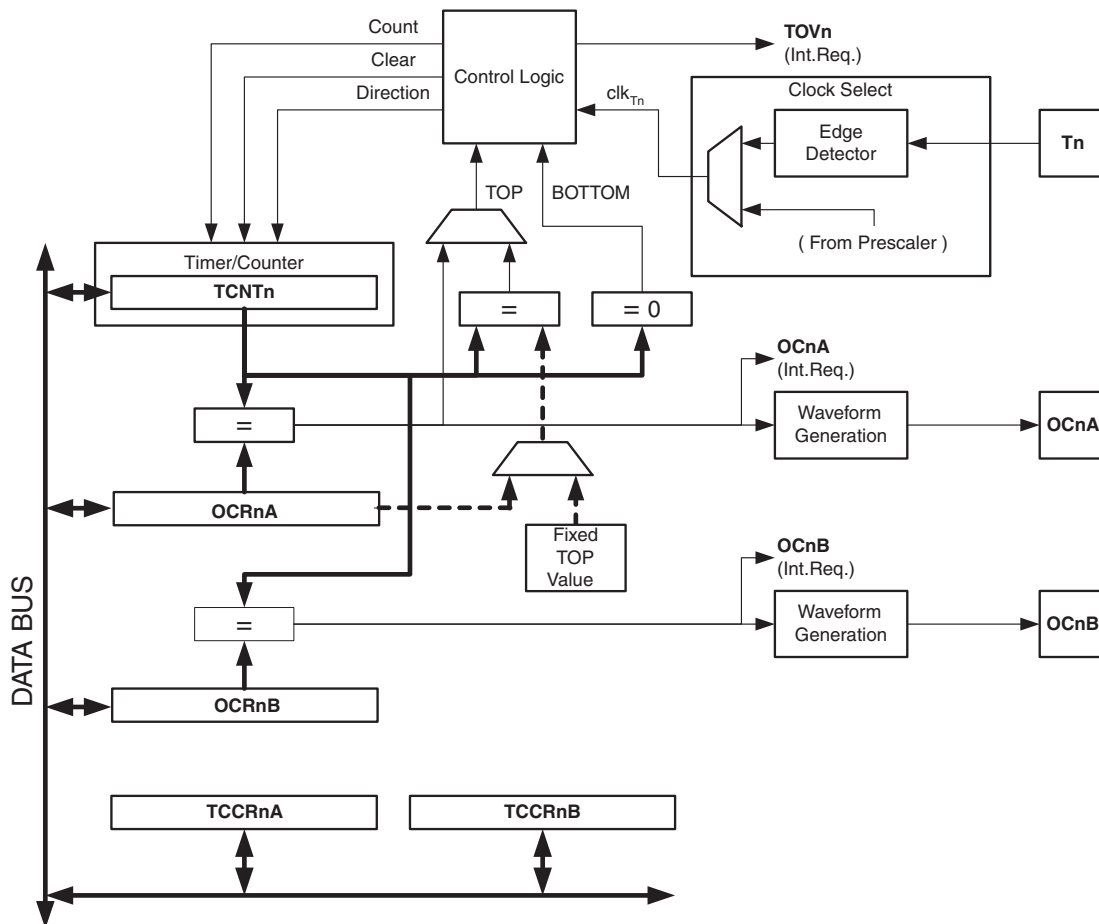 Count
Clear
Direction
Control Logic
TOVn
(Int.Req.)
clkTn
Clock Select
Edge
Detector
Tn
( From Prescaler )
TOP
BOTTOM
Timer/Counter
TCNTn
=
= 0
OCnA
(Int.Req.)
=
Waveform
Generation
OCnA
OCRnA
Fixed
TOP
Value
OCnB
(Int.Req.)
=
Waveform
Generation
OCnB
OCRnB
DATA BUS
TCCRnA
TCCRnB